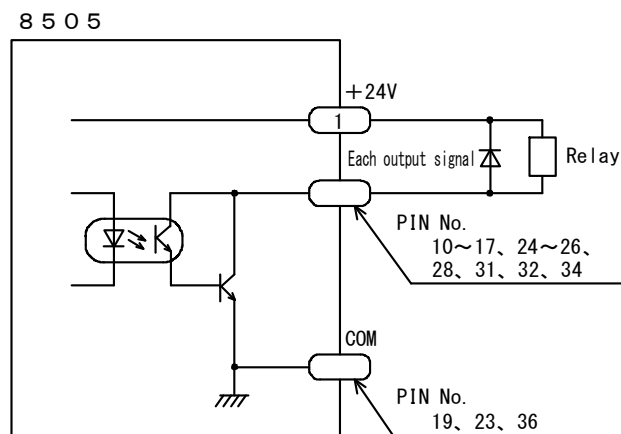 ８５０５
＋24V
1
Each output signal
Relay
PIN No.
10～17、24～26、
28、31、32、34
COM
PIN No.
19、23、36